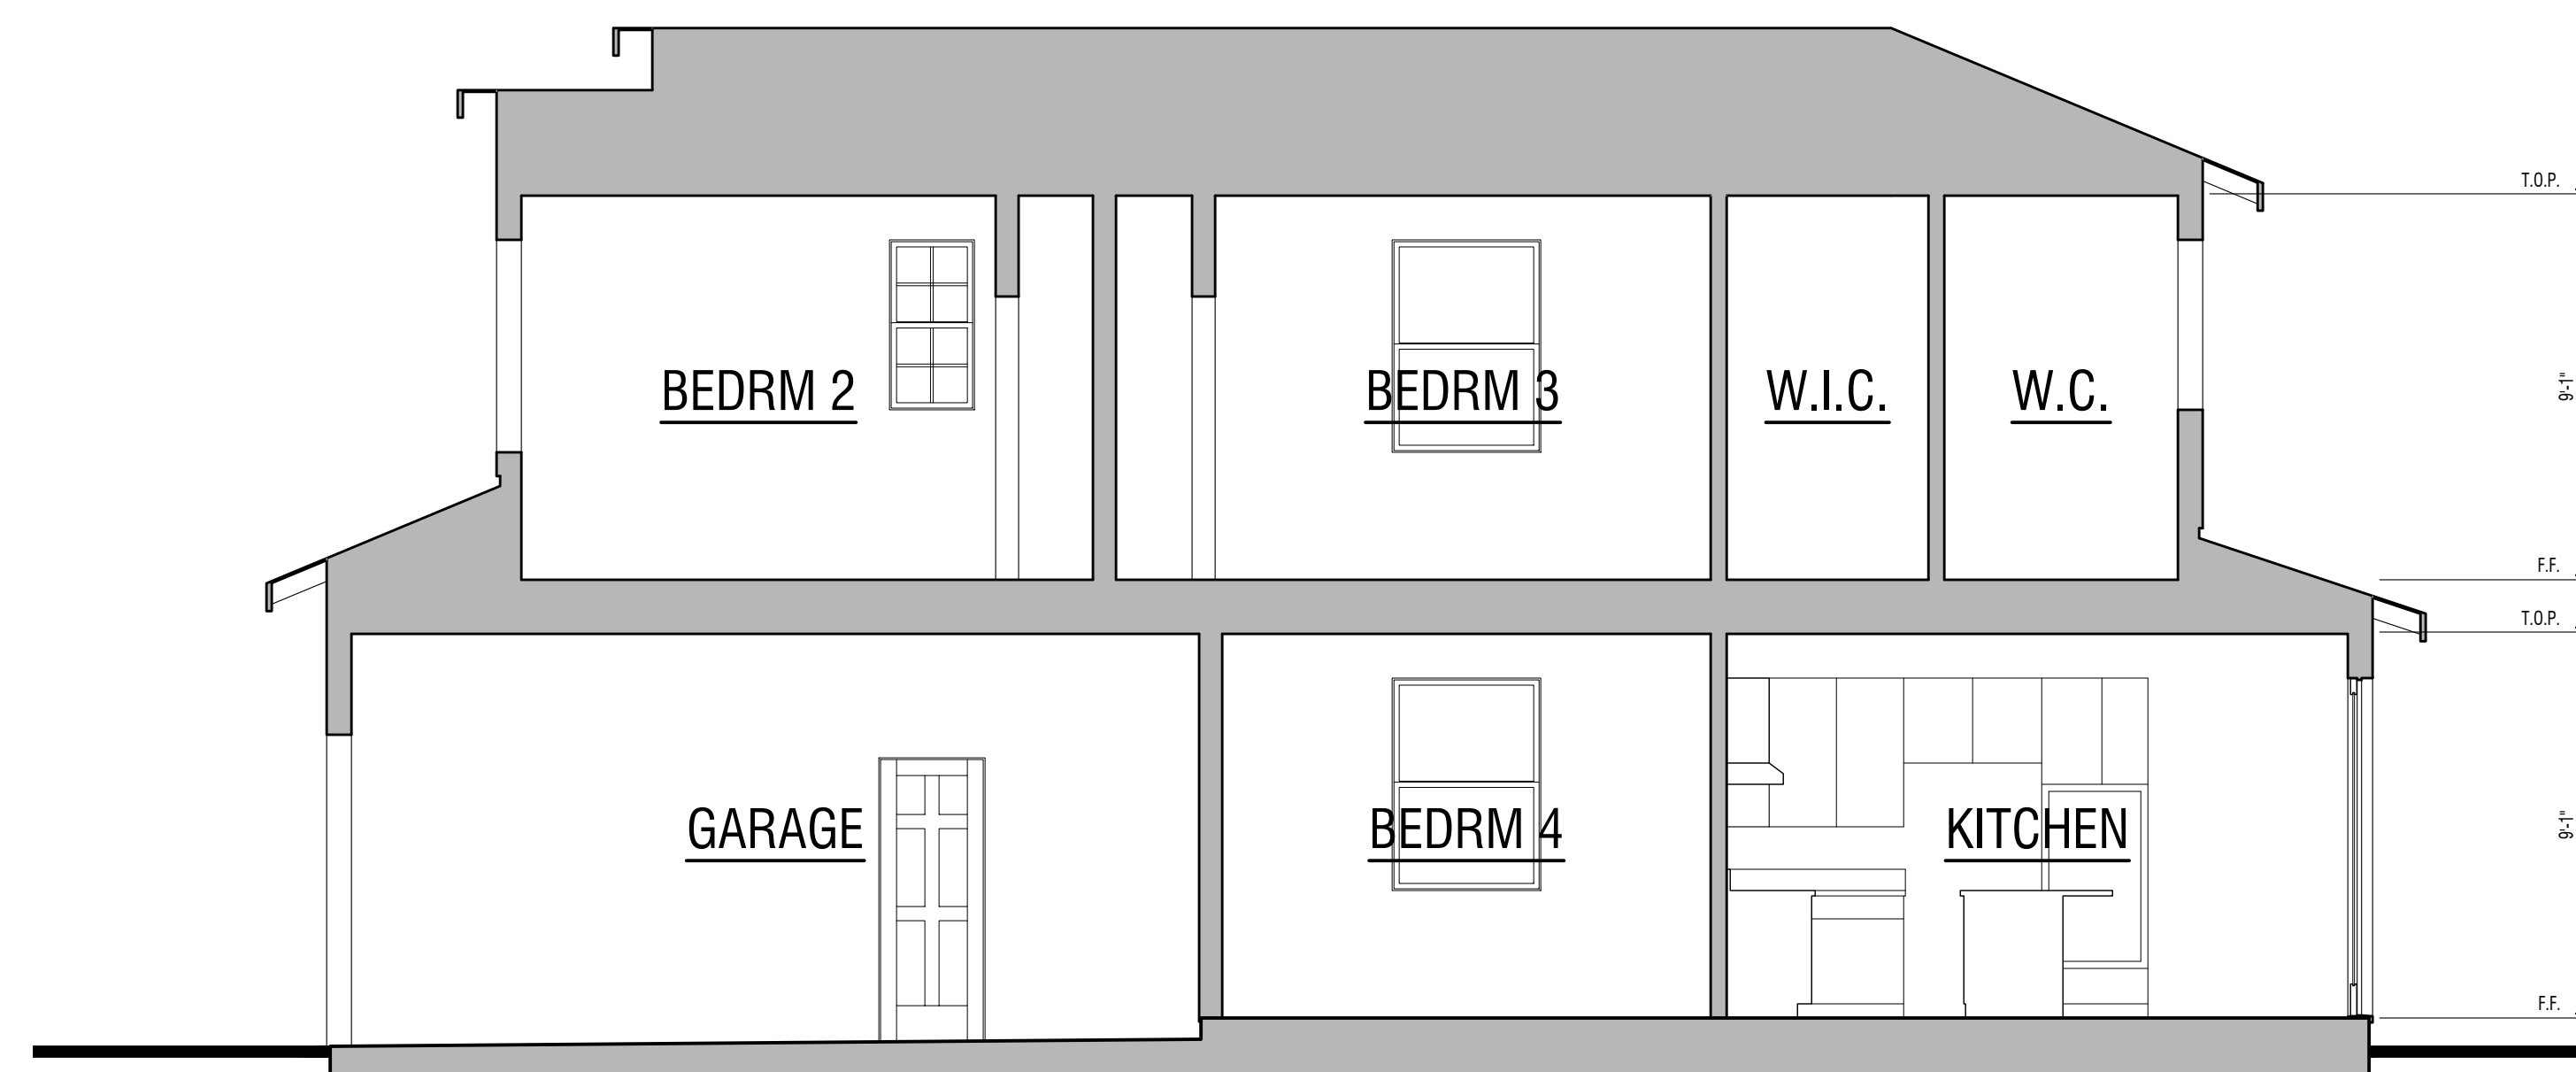 T.O.P.
9'-1"
BEDRM 2
BEDRM 3
W.I.C.
W.C.
F.F.
T.O.P.
9'-1"
GARAGE
BEDRM 4
KITCHEN
F.F.